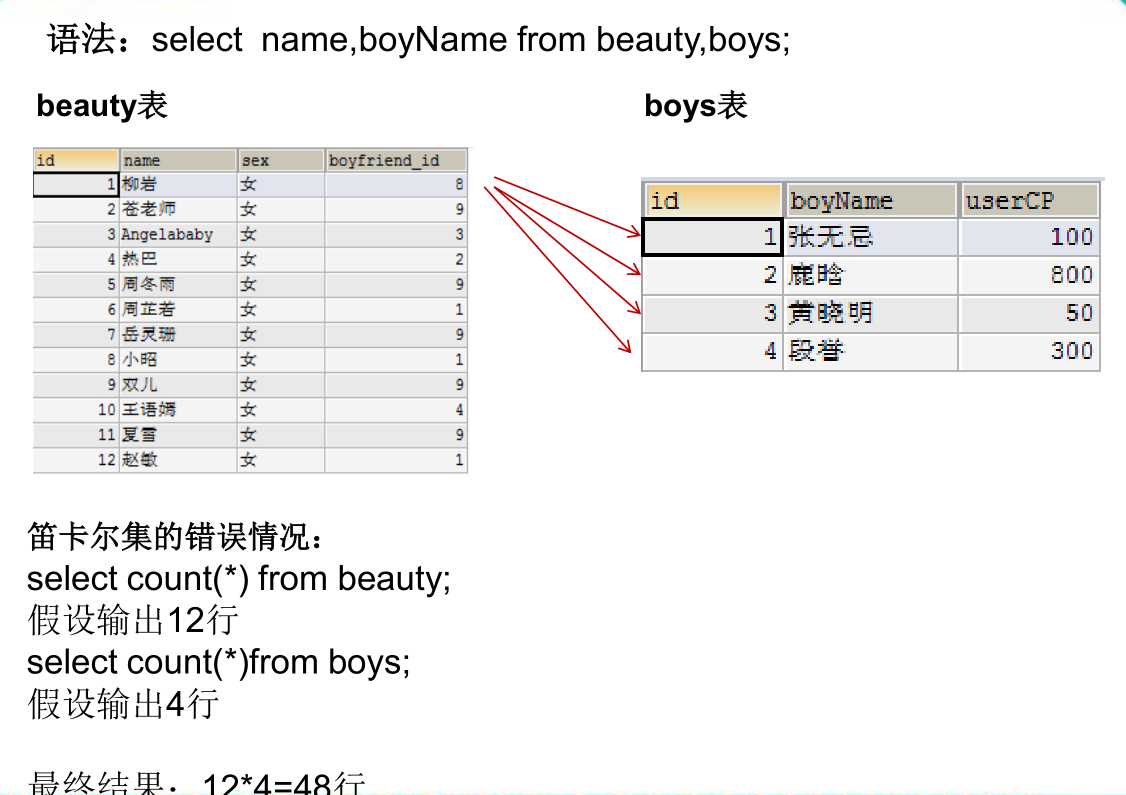 语法：select  name,boyName from beauty,boys;
beauty表
boys表
id name sex boyfriend_id
1 柳岩 女 8
2 苍老师 女 9
3 Angelababy 女 3
4 热巴 女 2
5 周冬雨 女 9
6 周芷若 女 1
7 岳灵珊 女 9
8 小昭 女 1
9 双儿 女 9
10 王语嫣 女 4
11 夏雪 女 9
12 赵敏 女 1
id boyName userCP
1 张无忌 100
2 鹿晗 800
3 黄晓明 50
4 段誉 300
笛卡尔集的错误情况：
select count(*) from beauty;
假设输出12行
select count(*)from boys;
假设输出4行
最终结果：12*4=48行